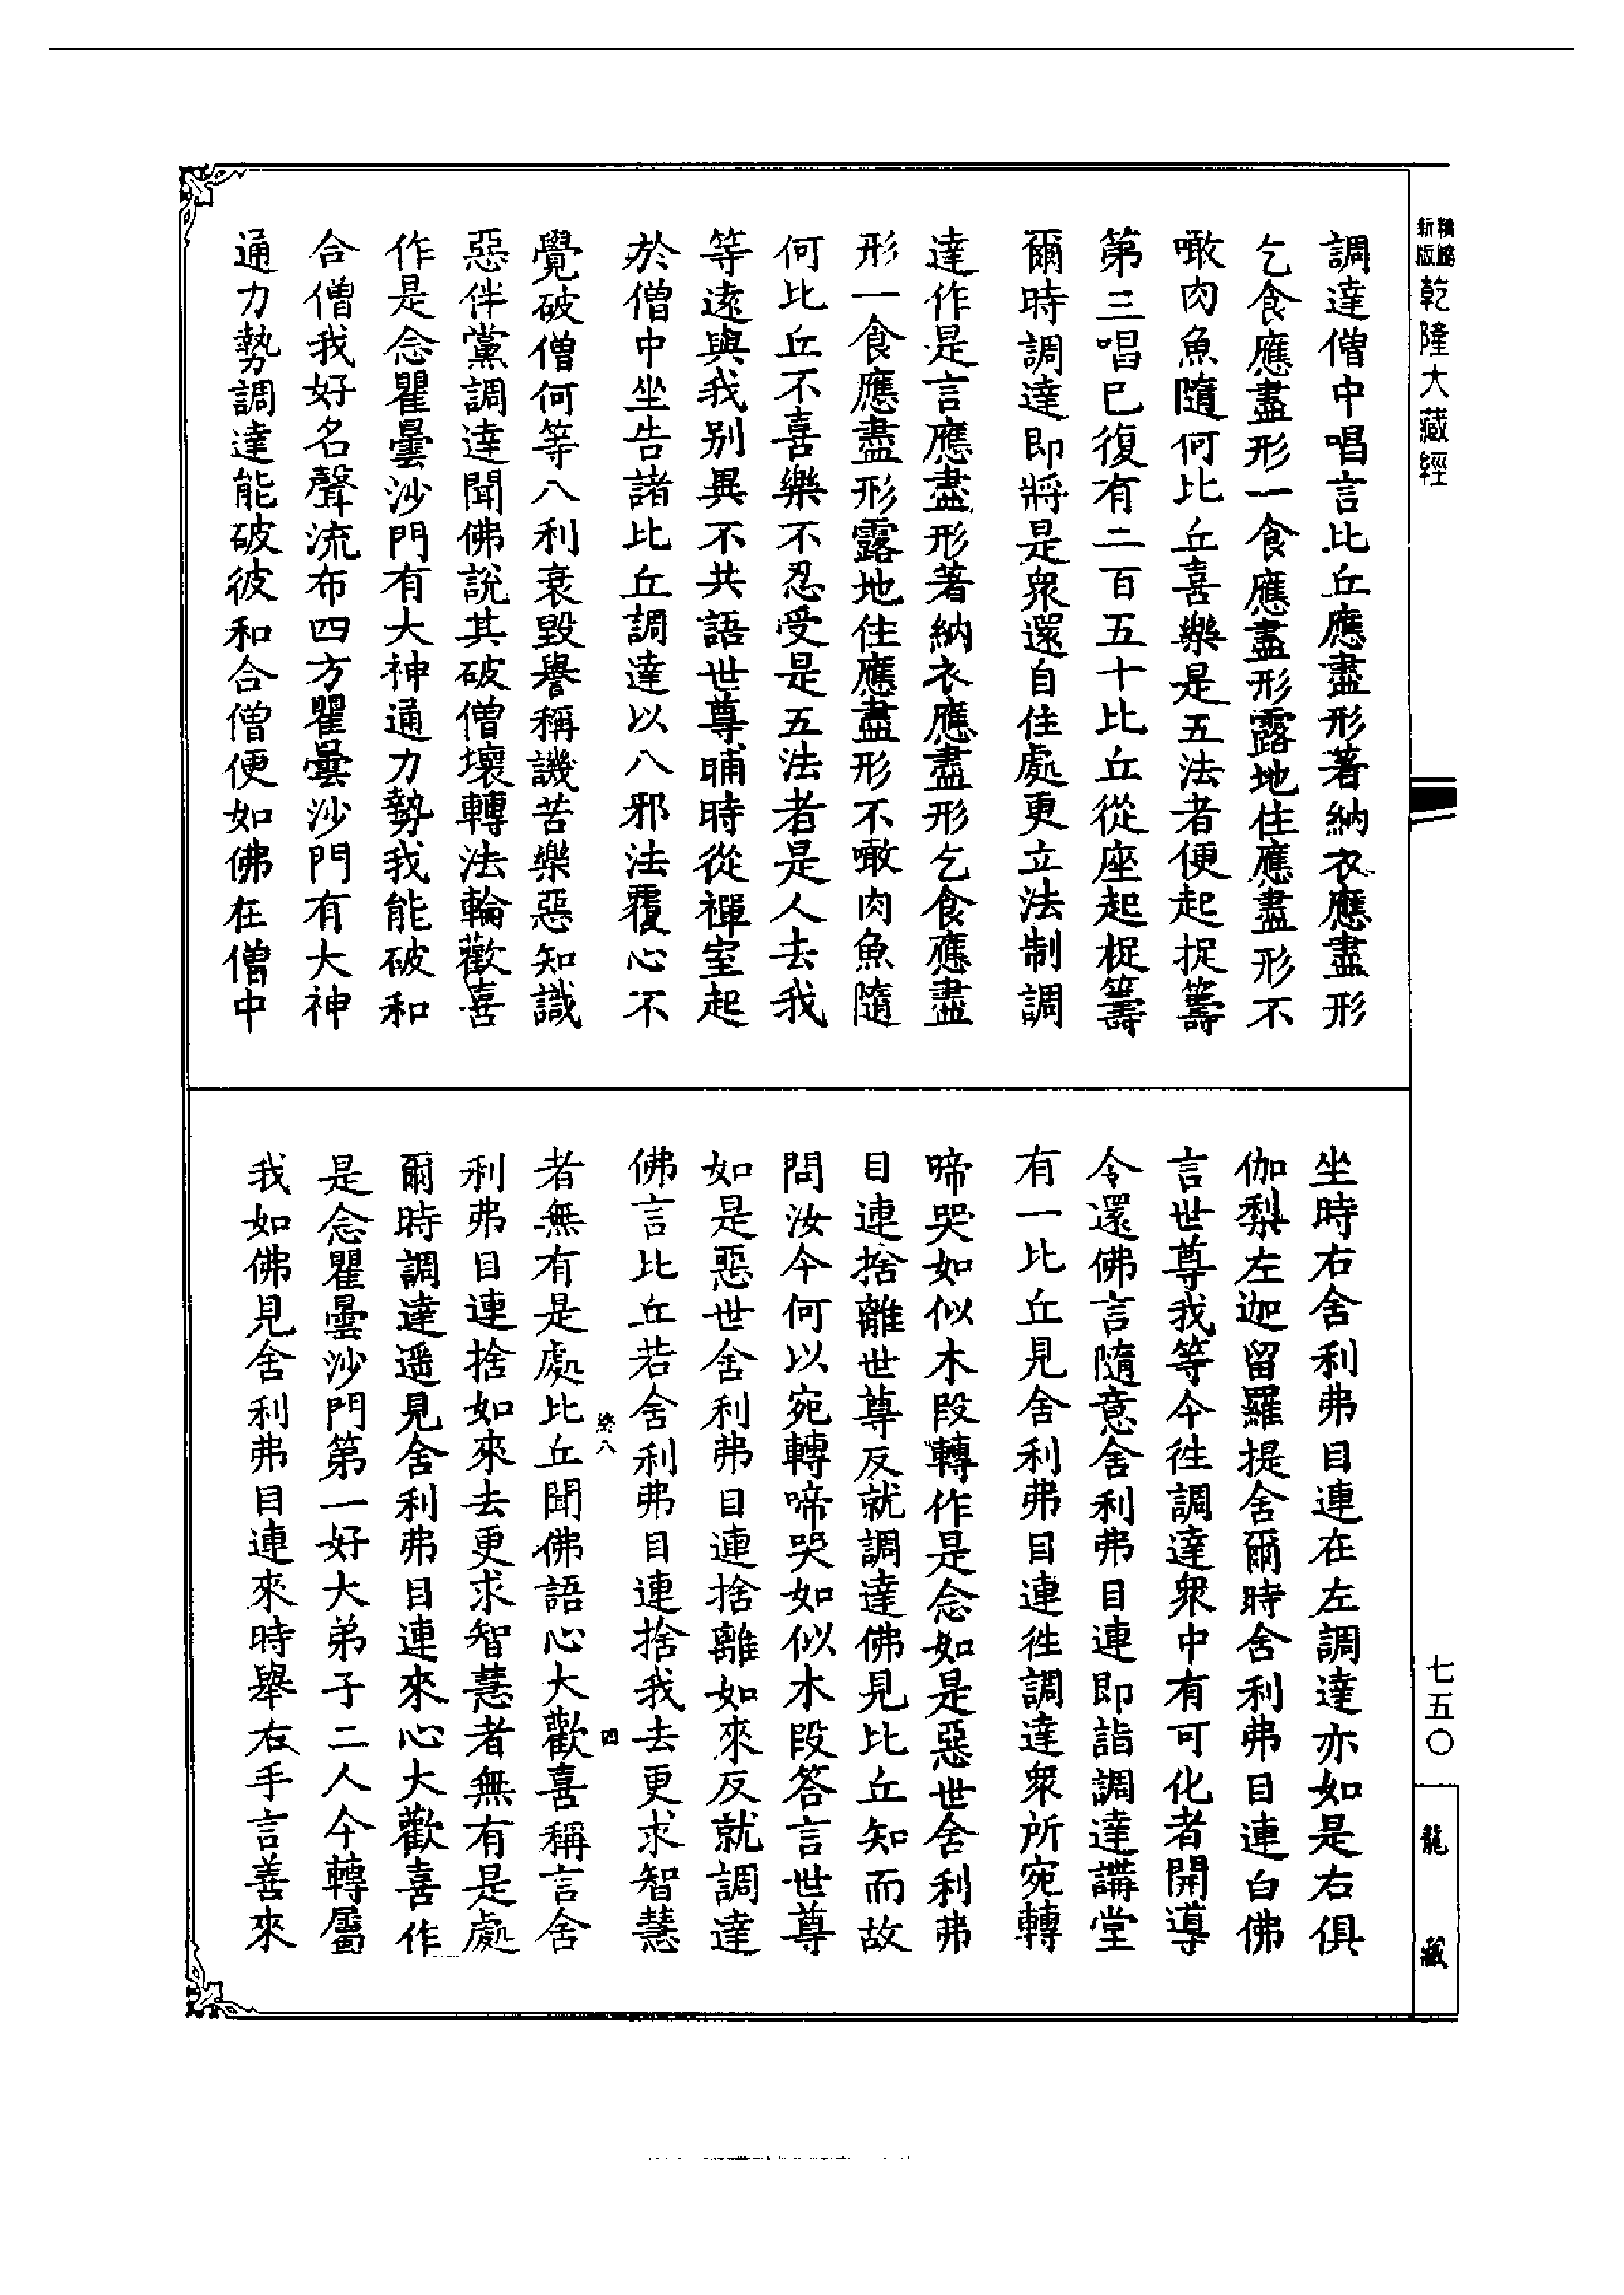 乾隆大藏經
調達僧中唱言比丘應盡形著納衣應盡形
乞食應盡形一食應盡形露地住應盡形不
噉肉魚隨何比丘喜樂是五法者便起捉籌
第三唱已復有二百五十比丘從座起捉籌
爾時調達即將是衆還自住處更立法制調
達作是言應盡形著納衣應盡形乞食應盡
形一食應盡形露地住應盡形不噉肉魚隨
何比丘不喜樂不忍受是五法者是人去我
等遠與我別異不共語世尊晡時從禪室起
於僧中坐告諸比丘調達以八邪法覆心不
覺破僧何等八利衰毀譽稱譏苦樂惡知識
惡伴黨調達聞佛說其破僧壞轉法輪歡喜
作是念瞿曇沙門有大神通力勢我能破和
合僧我好名聲流布四方瞿曇沙門有大神
通力勢調達能破彼和合僧便如佛在僧中
坐時右舍利弗目連在左調達亦如是右俱
伽梨左迦留羅提舍爾時舍利弗目連白佛
言世尊我等今往調達衆中有可化者開導
令還佛言隨意舍利弗目連即詣調達講堂
有一比丘見舍利弗目連往調達衆所宛轉
啼哭如似木段轉作是念如是惡世舍利弗
目連捨離世尊反就調達佛見比丘知而故
問汝今何以宛轉啼哭如似木段答言世尊
如是惡世舍利弗目連捨離如來反就調達
佛言比丘若舍利弗目連捨我去更求智慧
八 四
者無有是處比丘聞佛語心大歡喜稱言舍
利弗目連捨如來去更求智慧者無有是處
爾時調達遥見舍利弗目連來心大歡喜作
是念瞿曇沙門第一好大弟子二人今轉屬
我如佛見舍利弗目連來時舉右手言善來
七五〇
龍藏